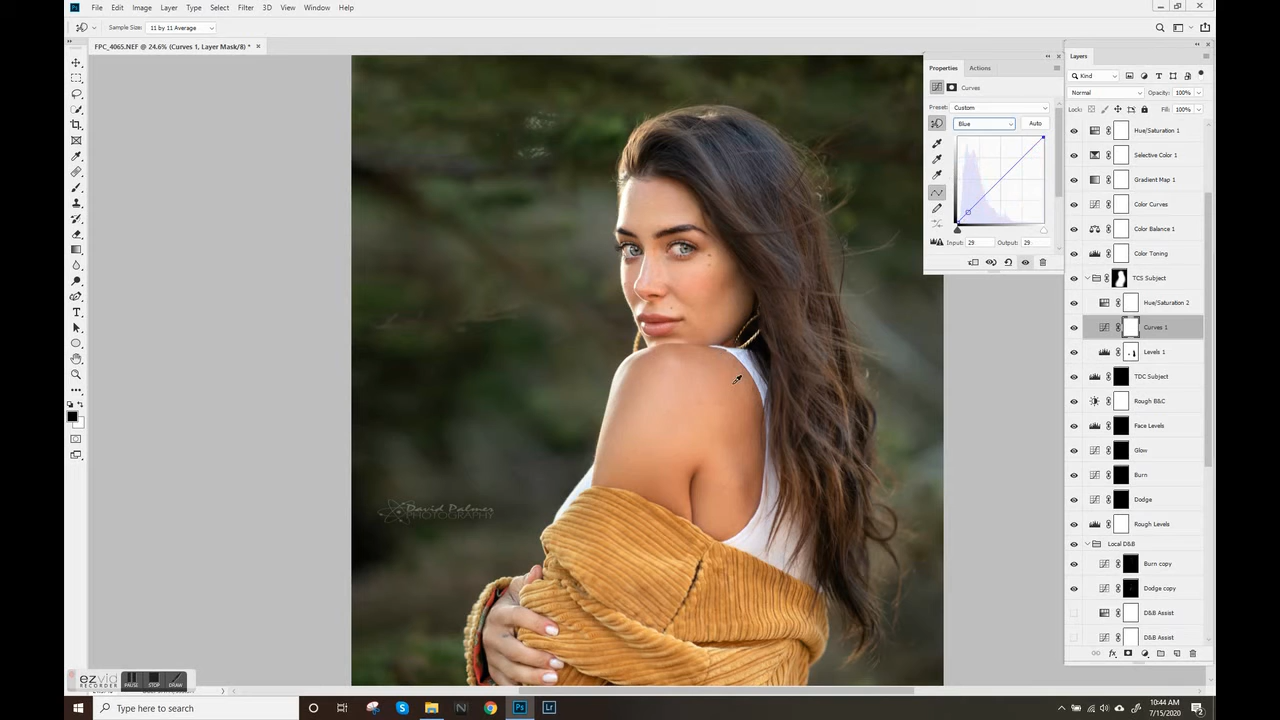 File Edit Image Layer Type Select Filter 3D View Window Help
Sample Size: 11 by 11 Average
FPC_4065.NEF @ 24.6% (Curves 1, Layer Mask/8) *
David Palmer
PHOTOGRAPHY
Properties Actions
Curves
Preset: Custom
Blue Auto
Input: 29 Output: 29
Layers
Kind
Normal Opacity: 100%
Lock: Fill: 100%
Hue/Saturation 1
Selective Color 1
Gradient Map 1
Color Curves
Color Balance 1
Color Toning
TCS Subject
Hue/Saturation 2
Curves 1
Levels 1
TDC Subject
Rough B&C
Face Levels
Glow
Burn
Dodge
Rough Levels
Local D&B
Burn copy
Dodge copy
D&B Assist
D&B Assist
ezvid
RECORDER
PAUSE STOP DRAW
Type here to search
10:44 AM
7/15/2020